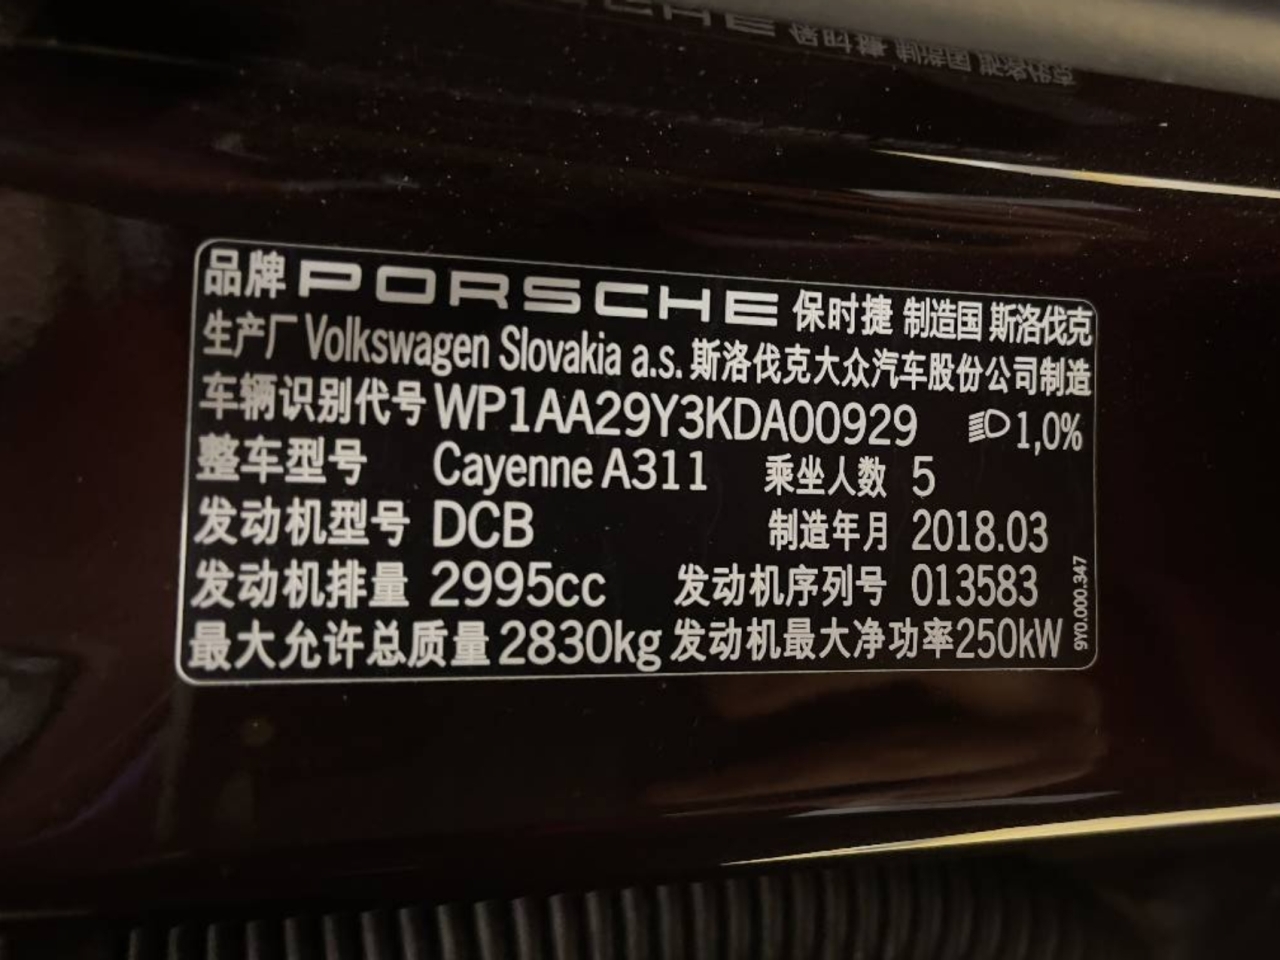 品牌 PORSCHE 保时捷 制造国 斯洛伐克
生产厂 Volkswagen Slovakia a.s. 斯洛伐克大众汽车股份公司制造
车辆识别代号 WP1AA29Y3KDA00929 1,0%
整车型号 Cayenne A311 乘坐人数 5
发动机型号 DCB 制造年月 2018.03
发动机排量 2995cc 发动机序列号 013583
最大允许总质量 2830kg 发动机最大净功率 250kW
9Y0.000.347